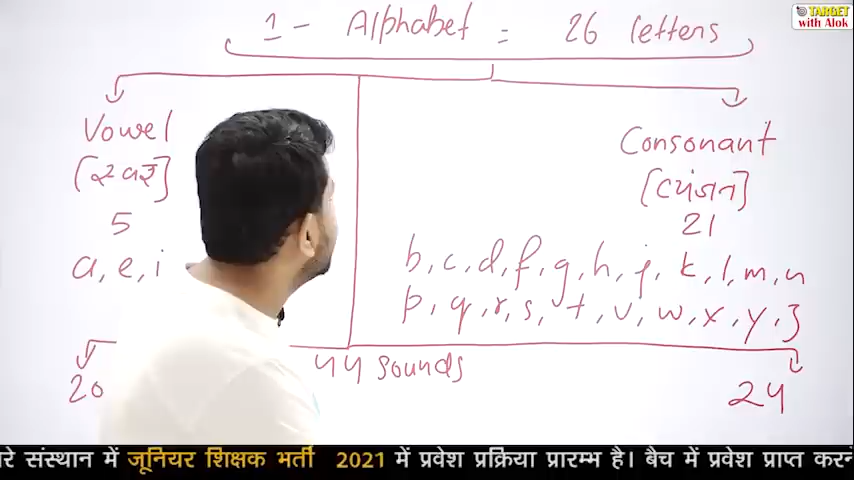 1 - Alphabet = 26 letters
TARGET
with Alok
Vowel
[स्वर]
5
a, e, i
Consonant
[व्यंजन]
21
b, c, d, f, g, h, j, k, l, m, n
p, q, r, s, t, v, w, x, y, z
44 sounds
20
24
रे संस्थान में जूनियर शिक्षक भर्ती 2021 में प्रवेश प्रक्रिया प्रारम्भ है। बैच में प्रवेश प्राप्त करन